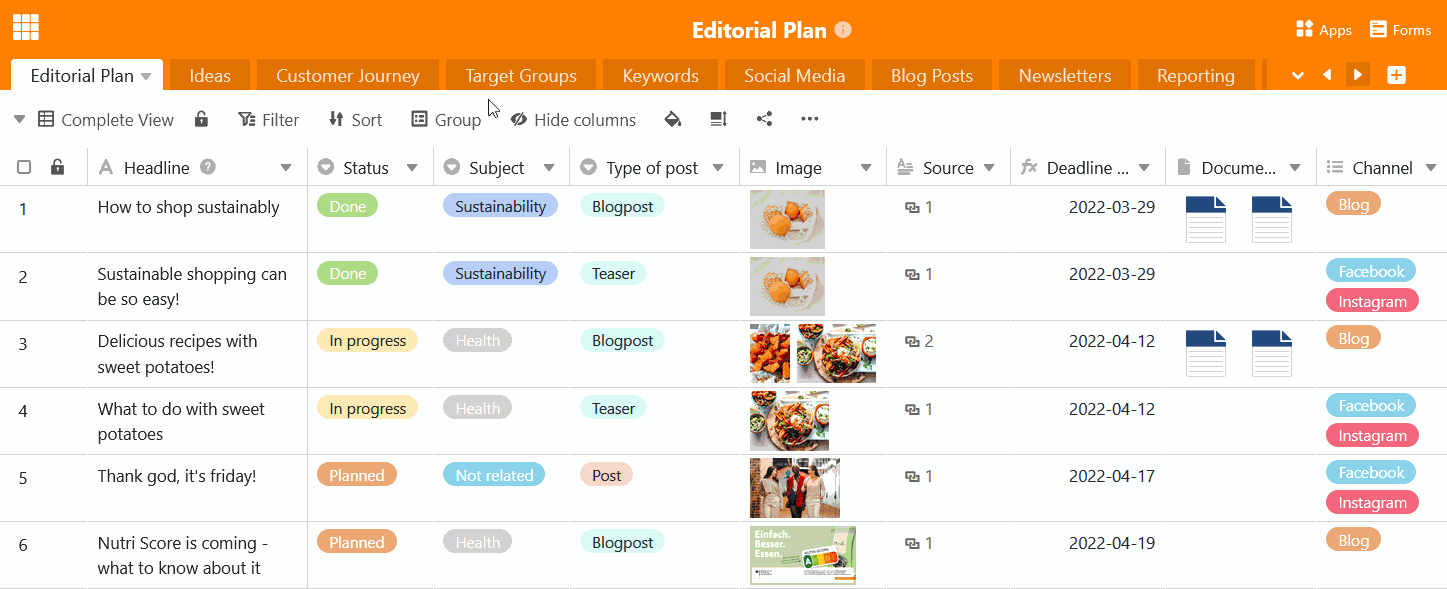 Editorial Plan
Apps Forms
Editorial Plan Ideas Customer Journey Target Groups Keywords Social Media Blog Posts Newsletters Reporting
Complete View Filter Sort Group Hide columns
Headline Status Subject Type of post Image Source Deadline ... Docume... Channel
1 How to shop sustainably Done Sustainability Blogpost 1 2022-03-29 Blog
2 Sustainable shopping can Done Sustainability Teaser 1 2022-03-29 Facebook
be so easy! Instagram
3 Delicious recipes with In progress Health Blogpost 2 2022-04-12 Blog
sweet potatoes!
4 What to do with sweet In progress Health Teaser 1 2022-04-12 Facebook
potatoes Instagram
5 Thank god, it's friday! Planned Not related Post 1 2022-04-17 Facebook
Instagram
6 Nutri Score is coming - Planned Health Blogpost 1 2022-04-19 Blog
what to know about it
Einfach.
Besser.
Essen.
NUTRI-SCORE